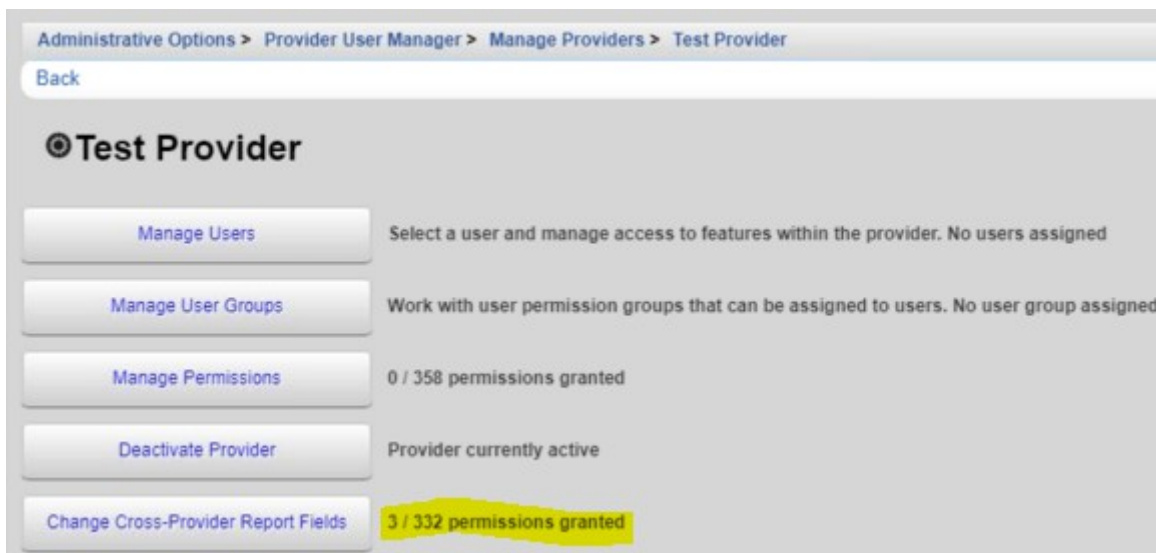 Administrative Options > Provider User Manager > Manage Providers > Test Provider
Back
Test Provider
Manage Users Select a user and manage access to features within the provider. No users assigned
Manage User Groups Work with user permission groups that can be assigned to users. No user group assigned
Manage Permissions 0 / 358 permissions granted
Deactivate Provider Provider currently active
Change Cross-Provider Report Fields 3 / 332 permissions granted